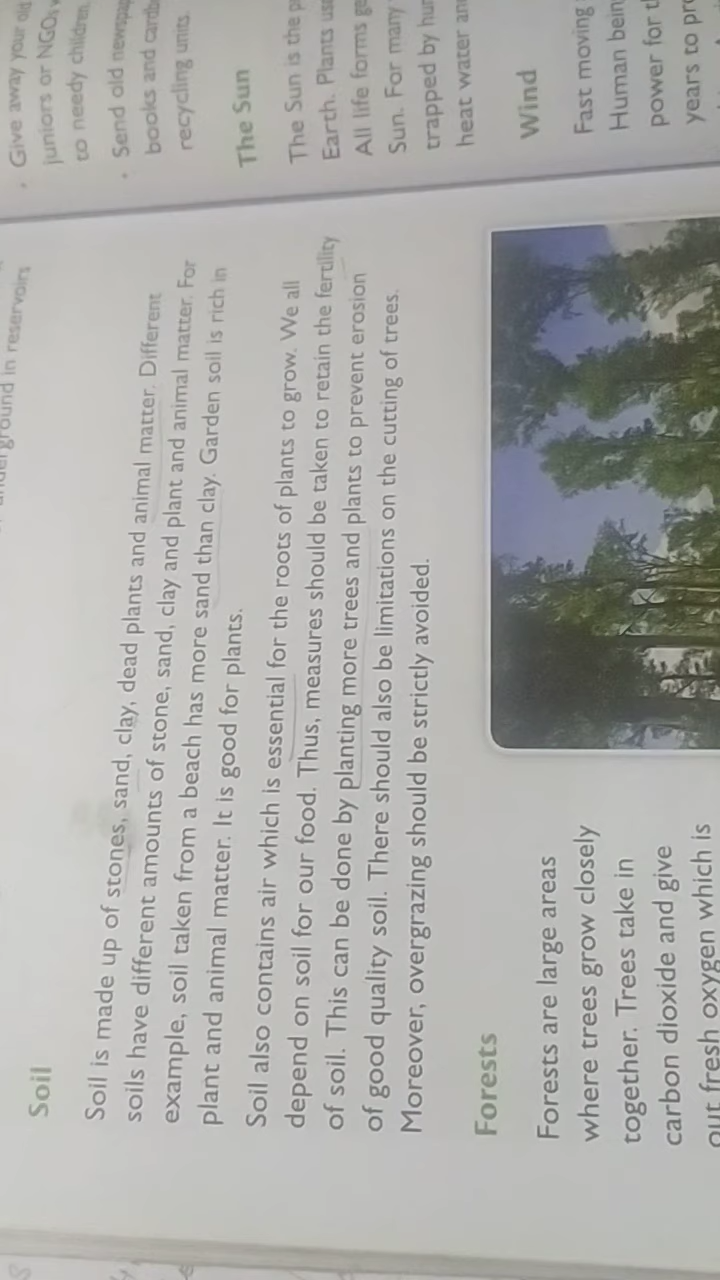 ground in reservoirs
Soil
Soil is made up of stones, sand, clay, dead plants and animal matter. Different
soils have different amounts of stone, sand, clay and plant and animal matter. For
example, soil taken from a beach has more sand than clay. Garden soil is rich in
plant and animal matter. It is good for plants.
Soil also contains air which is essential for the roots of plants to grow. We all
depend on soil for our food. Thus, measures should be taken to retain the fertility
of soil. This can be done by planting more trees and plants to prevent erosion
of good quality soil. There should also be limitations on the cutting of trees.
Moreover, overgrazing should be strictly avoided.
Forests
Forests are large areas
where trees grow closely
together. Trees take in
carbon dioxide and give
out fresh oxygen which is
• Give away your old
juniors or NGO
to needy children.
• Send old
books and
recycling units.
The Sun
The Sun is the
Earth. Plants
All life forms
Sun. For many
trapped by
heat water
Wind
Fast moving
Human
power for
years to